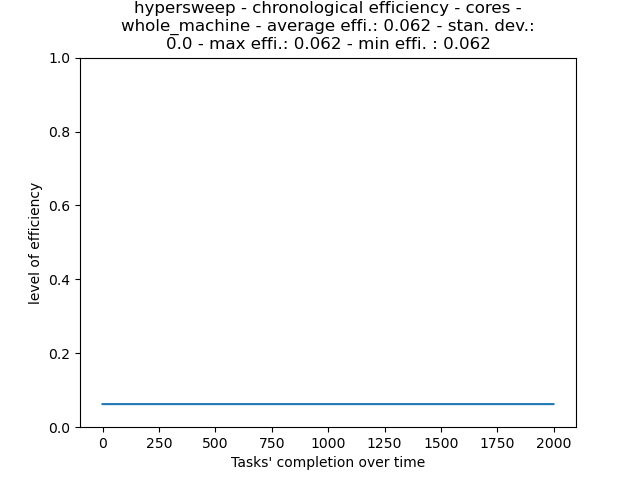 hypersweep - chronological efficiency - cores -
whole_machine - average effi.: 0.062 - stan. dev.:
0.0 - max effi.: 0.062 - min effi. : 0.062
1.0
0.8
0.6
0.4
0.2
0.0
level of efficiency
0 250 500 750 1000 1250 1500 1750 2000
Tasks' completion over time